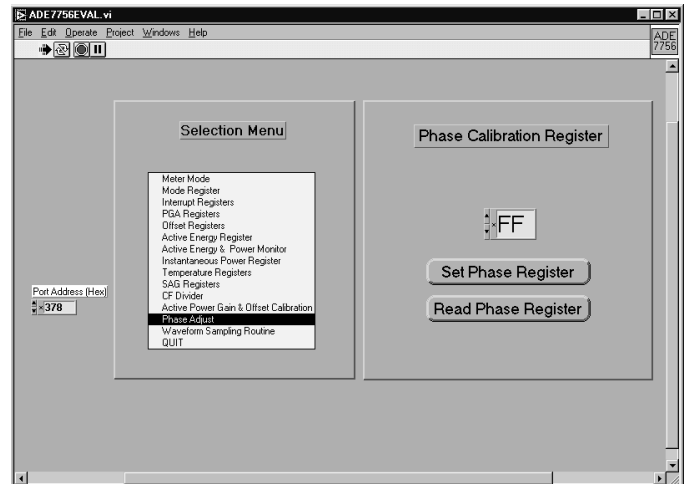 ADE7756EVAL.vi
File Edit Operate Project Windows Help
ADE
7756
Selection Menu
Meter Mode
Mode Register
Interrupt Registers
PGA Registers
Offset Registers
Active Energy Register
Active Energy & Power Monitor
Instantaneous Power Register
Temperature Registers
SAG Registers
CF Divider
Active Power Gain & Offset Calibration
Phase Adjust
Waveform Sampling Routine
QUIT
Port Address (Hex)
×378
Phase Calibration Register
×FF
Set Phase Register
Read Phase Register